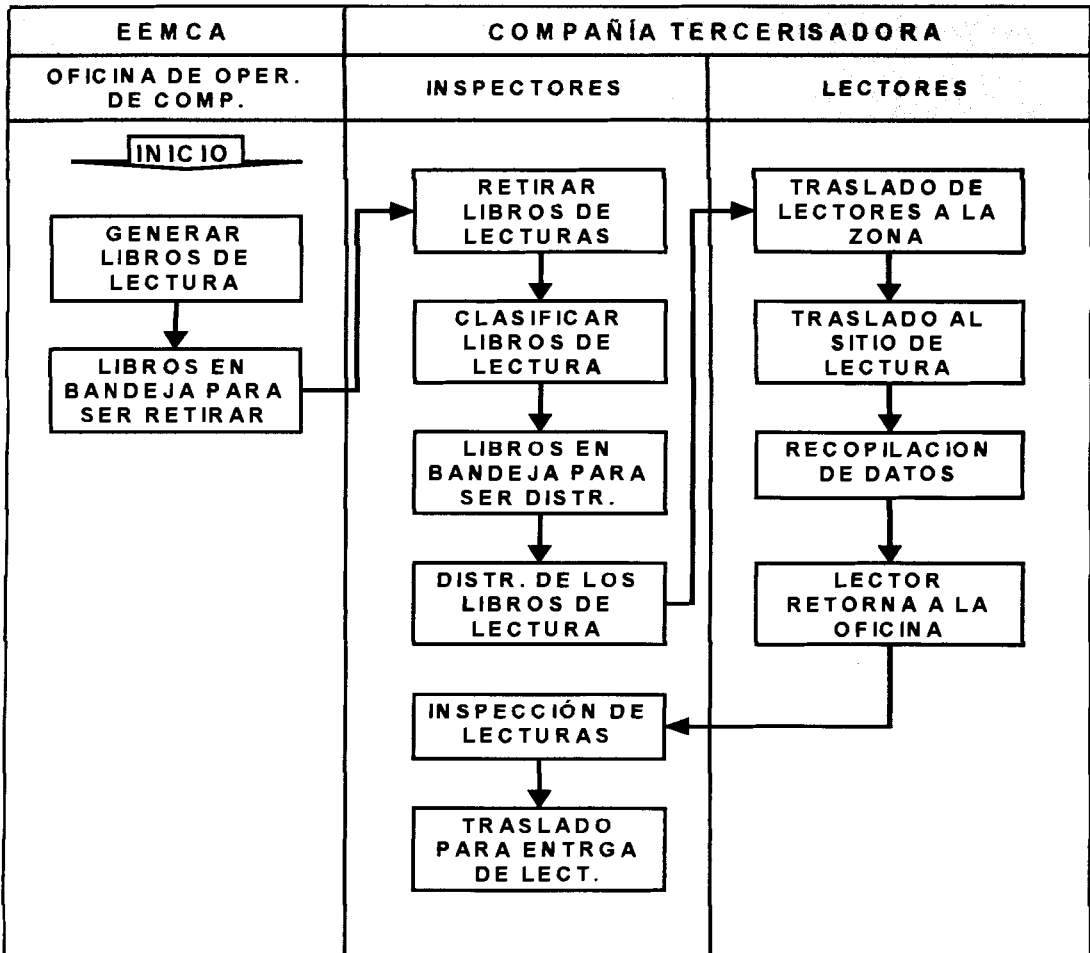 EEMCA
COMPAÑÍA TERCERISADORA
OFICINA DE OPER.
DE COMP.
INSPECTORES
LECTORES
INICIO
GENERAR
LIBROS DE
LECTURA
LIBROS EN
BANDEJA PARA
SER RETIRAR
RETIRAR
LIBROS DE
LECTURAS
CLASIFICAR
LIBROS DE
LECTURA
LIBROS EN
BANDEJA PARA
SER DISTR.
DISTR. DE LOS
LIBROS DE
LECTURA
TRASLADO DE
LECTORES A LA
ZONA
TRASLADO AL
SITIO DE
LECTURA
RECOPILACION
DE DATOS
LECTOR
RETORNA A LA
OFICINA
INSPECCIÓN DE
LECTURAS
TRASLADO
PARA ENTRGA
DE LECT.